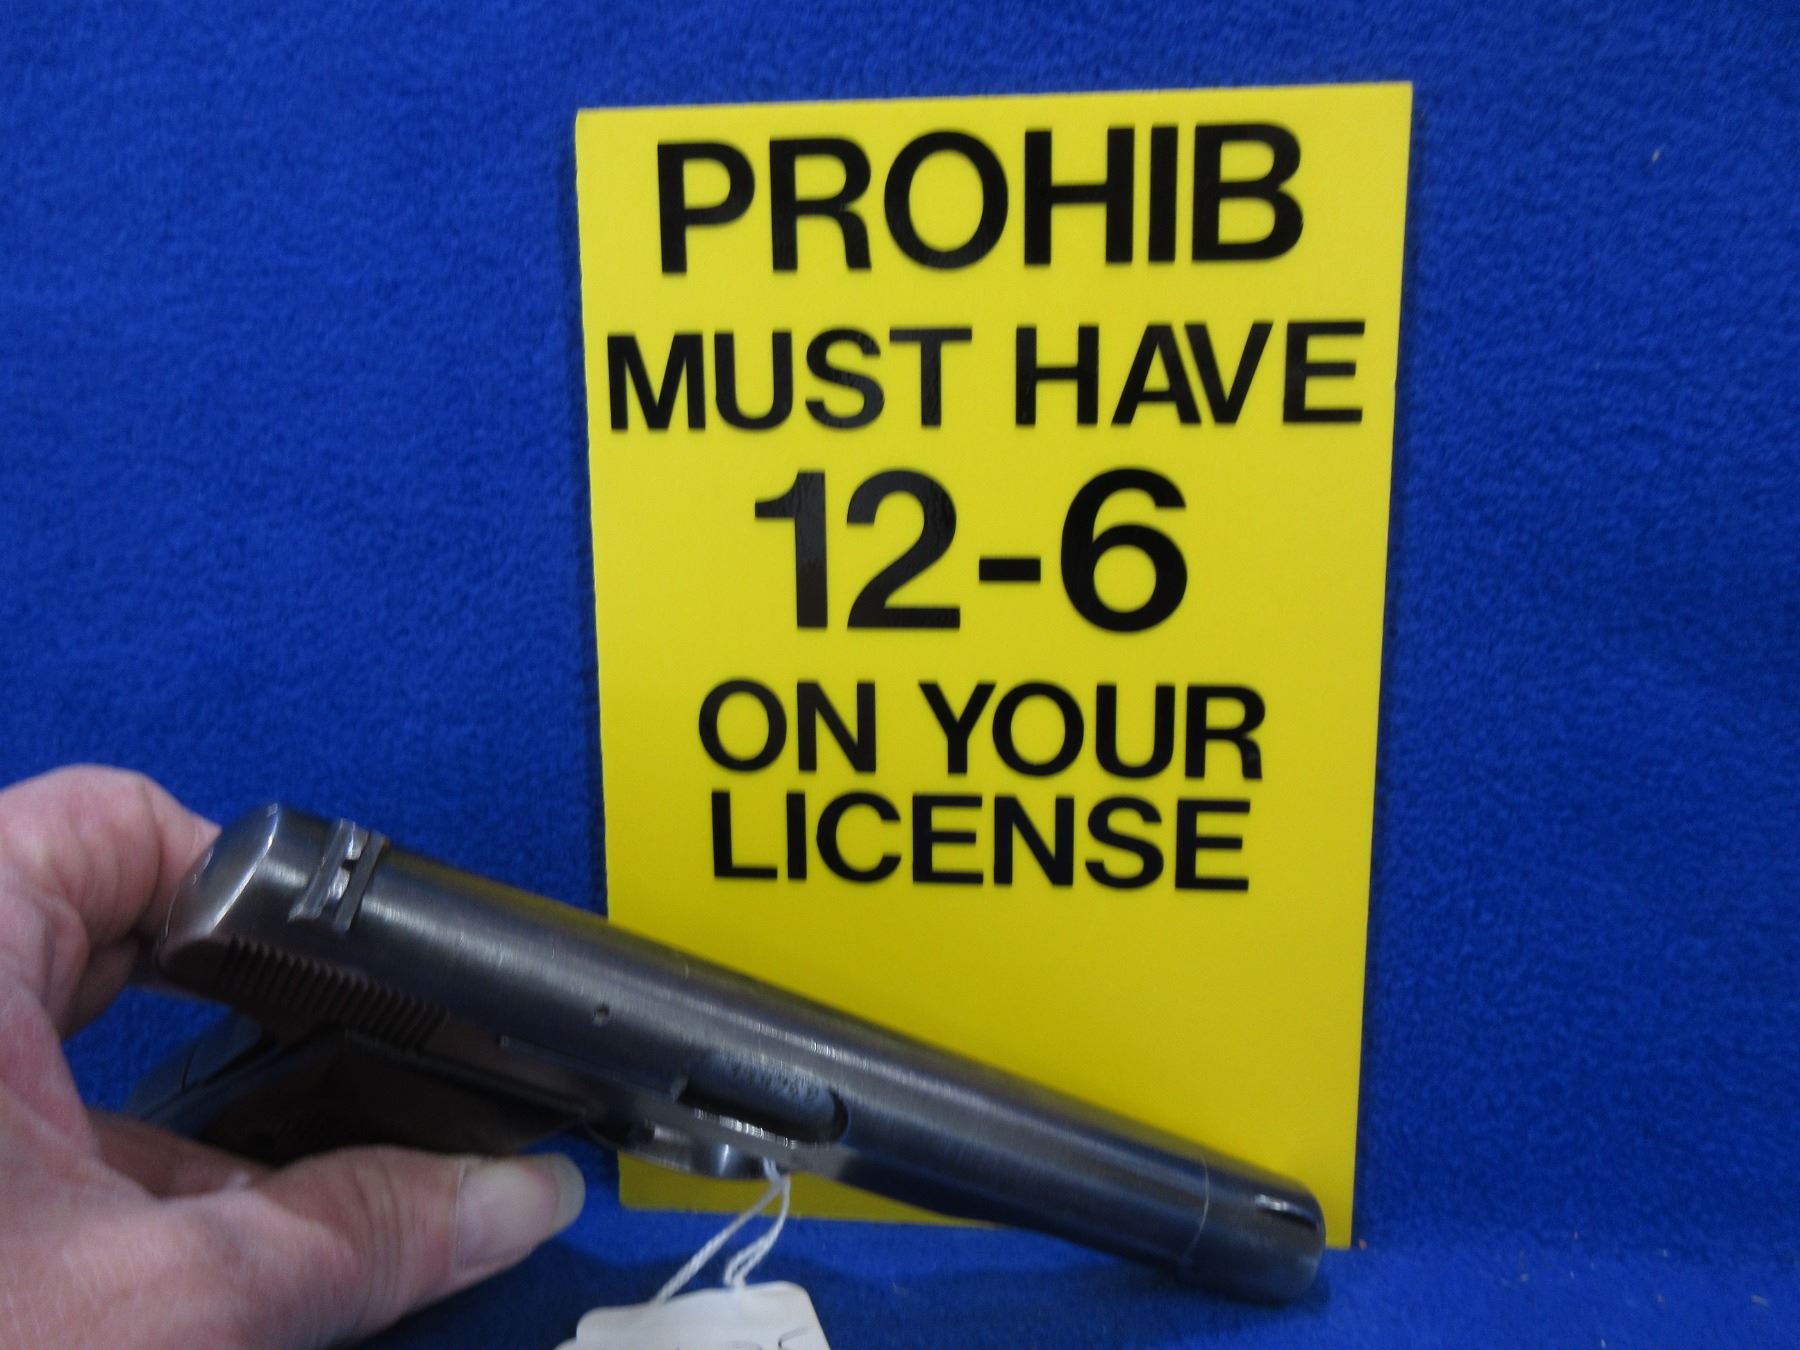 PROHIB
MUST HAVE
12-6
ON YOUR
LICENSE